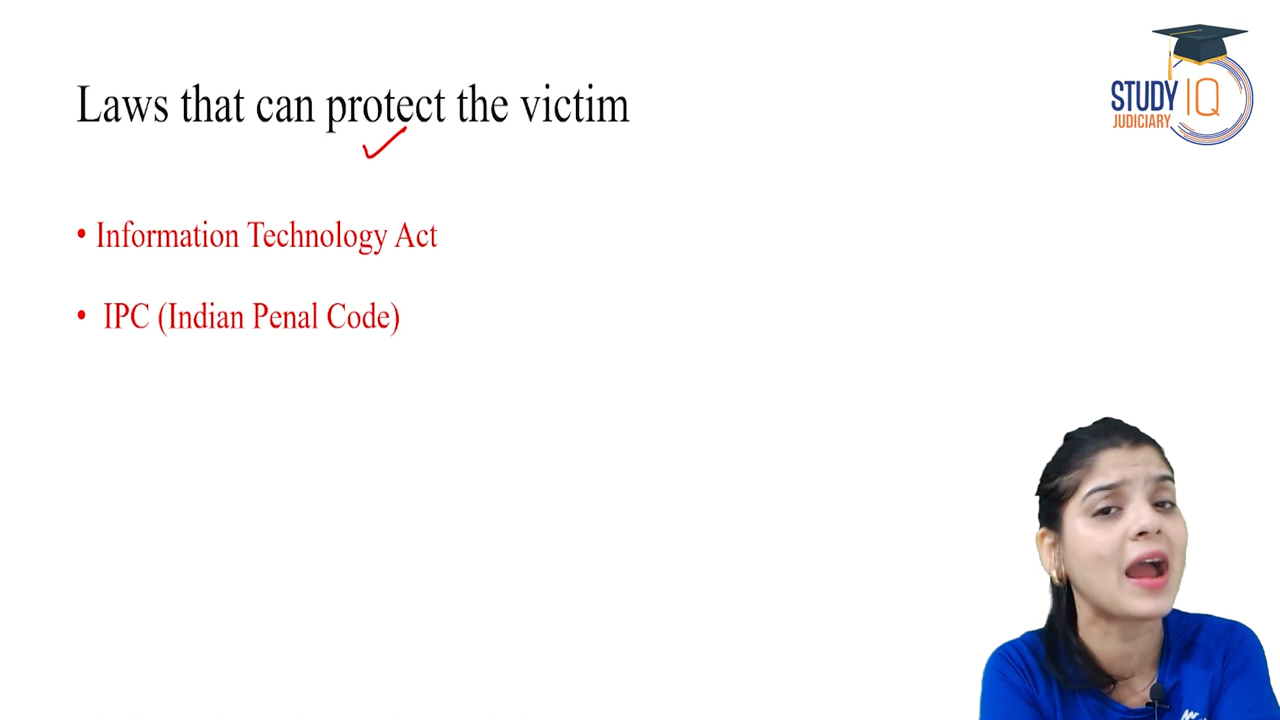 Laws that can protect the victim
STUDY IQ
JUDICIARY
• Information Technology Act
• IPC (Indian Penal Code)